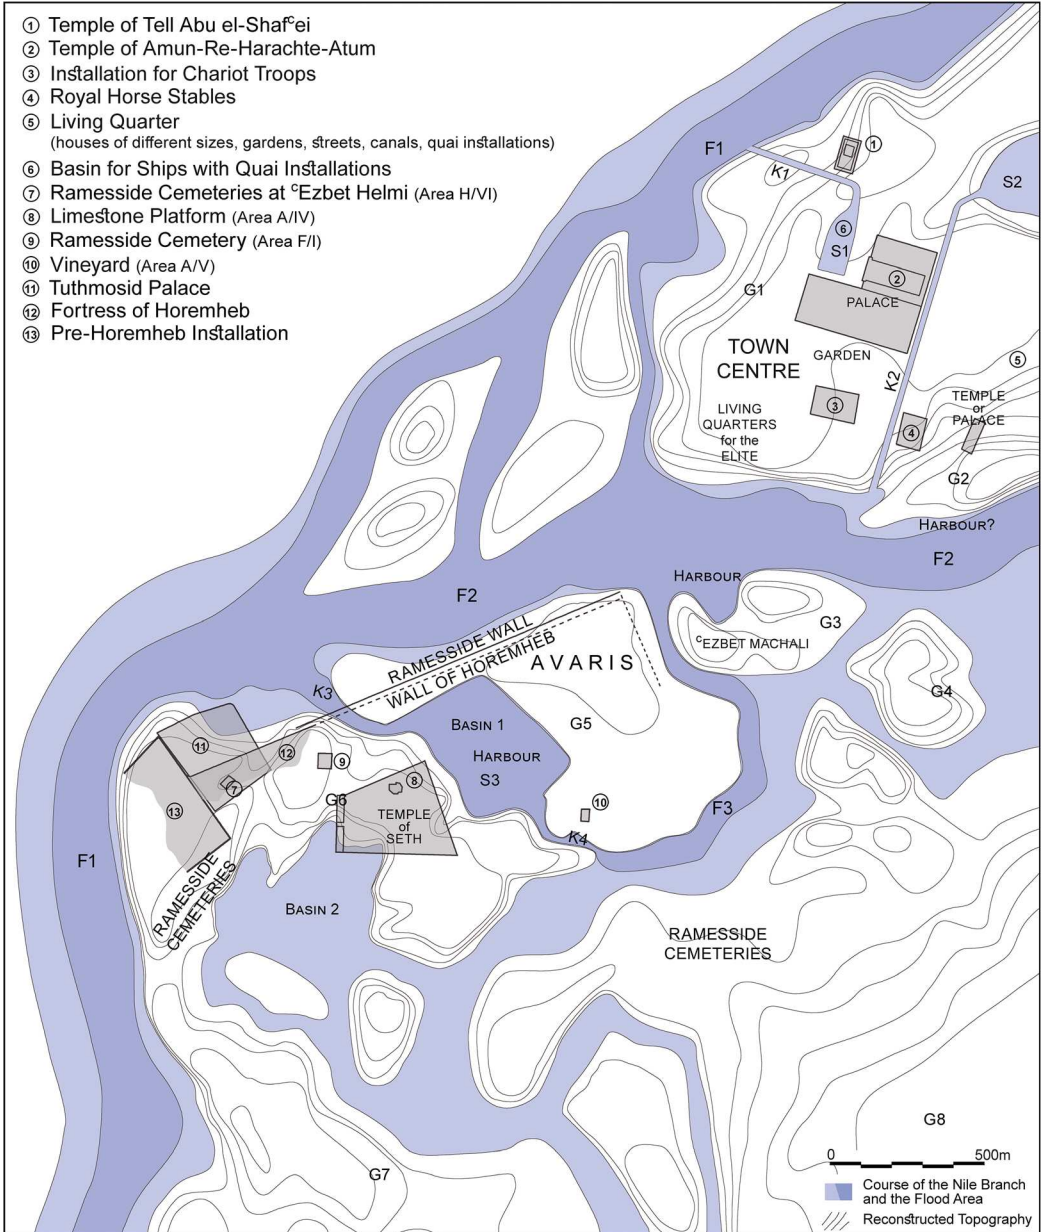 ① Temple of Tell Abu el-Shafᶜei
② Temple of Amun-Re-Harachte-Atum
③ Installation for Chariot Troops
④ Royal Horse Stables
⑤ Living Quarter
(houses of different sizes, gardens, streets, canals, quai installations)
⑥ Basin for Ships with Quai Installations
⑦ Ramesside Cemeteries at ᶜEzbet Helmi (Area H/VI)
⑧ Limestone Platform (Area A/IV)
⑨ Ramesside Cemetery (Area F/I)
⑩ Vineyard (Area A/V)
⑪ Tuthmosid Palace
⑫ Fortress of Horemheb
⑬ Pre-Horemheb Installation
F1
K1
①
S2
⑥
S1
②
G1
PALACE
TOWN
CENTRE
GARDEN
K2
⑤
③
LIVING
QUARTERS
for the
ELITE
TEMPLE
or
PALACE
④
G2
HARBOUR?
F2
F2
HARBOUR
G3
ᶜEZBET MACHALI
RAMESSIDE WALL
WALL OF HOREMHEB
AVARIS
K3
G4
BASIN 1
G5
HARBOUR
S3
⑪
⑫
⑨
⑦
⑧
G6
⑬
TEMPLE
of
SETH
⑩
F3
K4
F1
RAMESSIDE
CEMETERIES
BASIN 2
RAMESSIDE
CEMETERIES
G7
G8
0 500m
Course of the Nile Branch
and the Flood Area
Reconstructed Topography